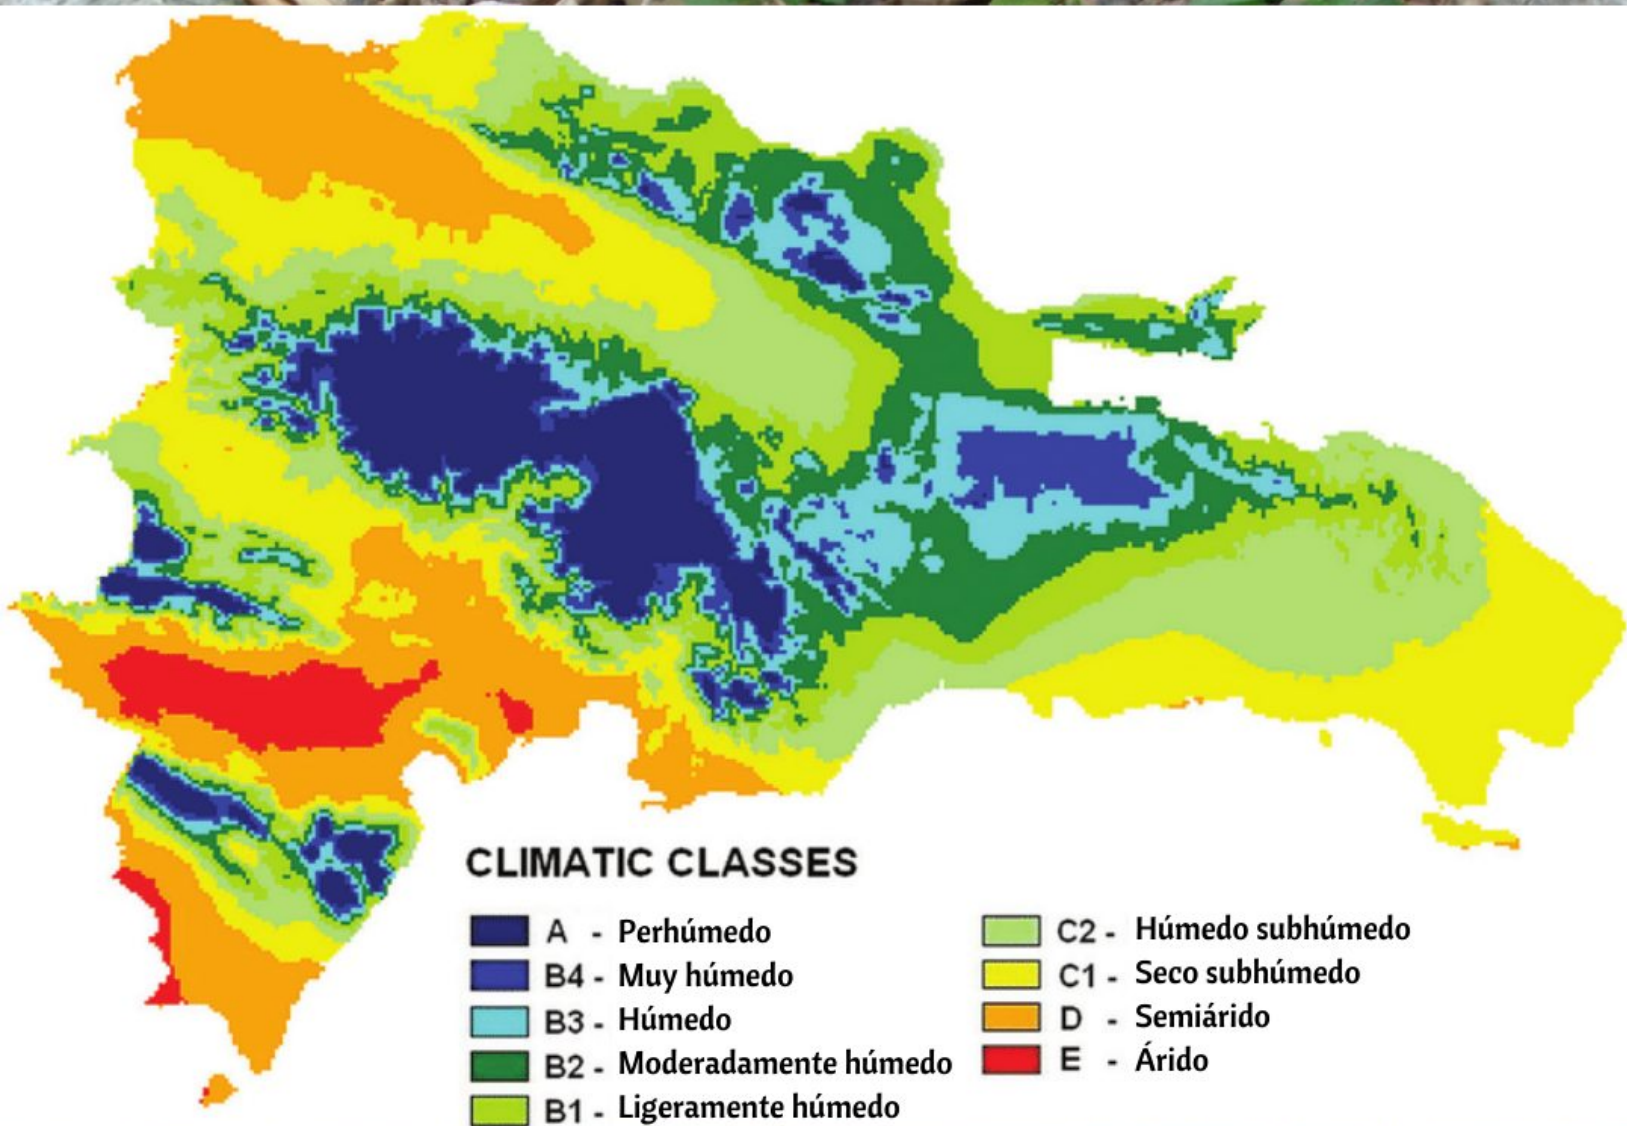 CLIMATIC CLASSES
A - Perhúmedo
B4 - Muy húmedo
B3 - Húmedo
B2 - Moderadamente húmedo
B1 - Ligeramente húmedo
C2 - Húmedo subhúmedo
C1 - Seco subhúmedo
D - Semiárido
E - Árido